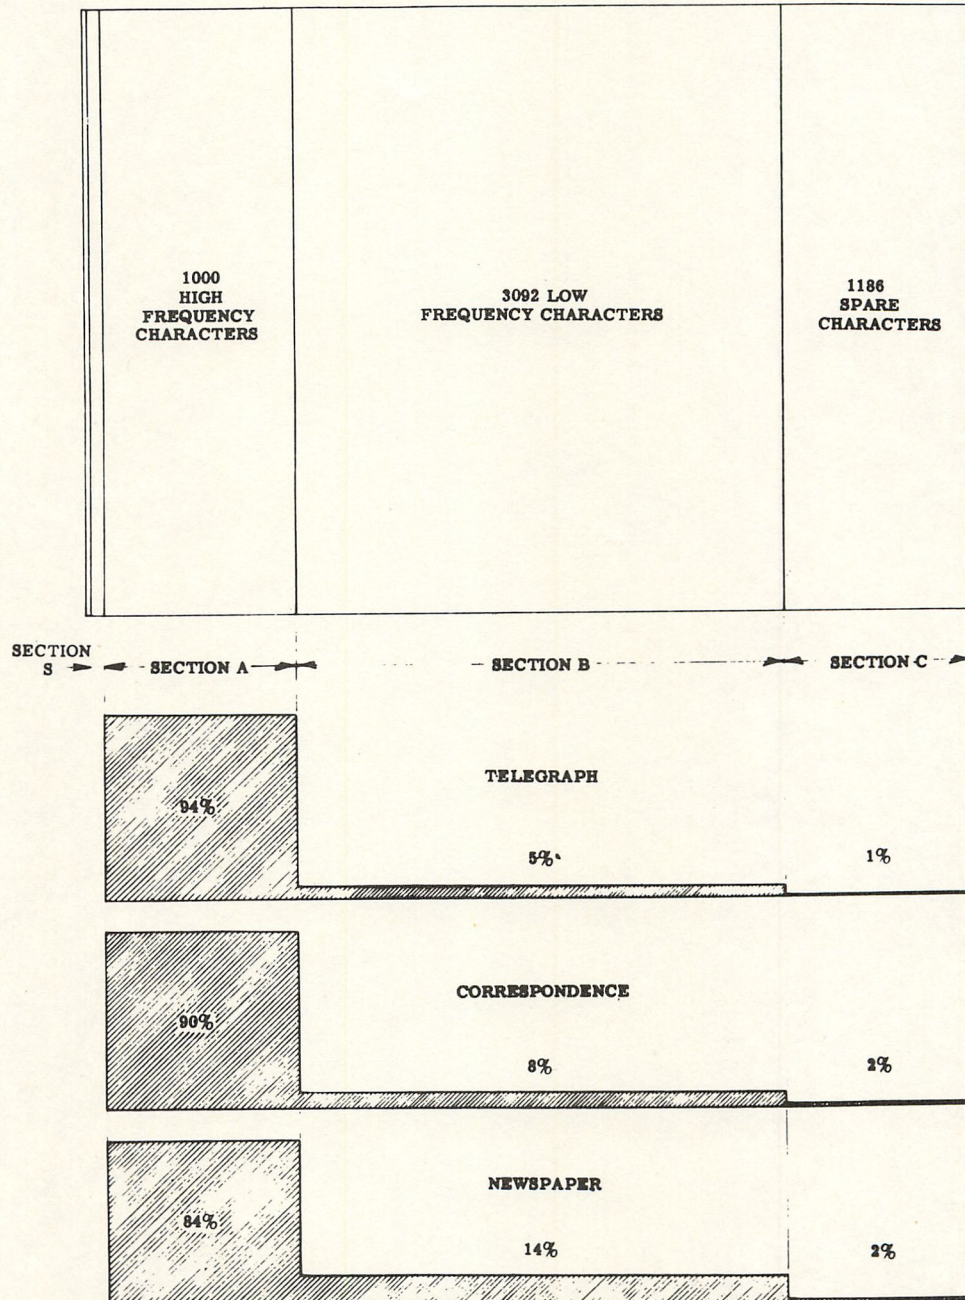 1000
HIGH
FREQUENCY
CHARACTERS
3092 LOW
FREQUENCY CHARACTERS
1186
SPARE
CHARACTERS
SECTION
S
SECTION A
SECTION B
SECTION C
TELEGRAPH
94%
5%
1%
CORRESPONDENCE
90%
8%
2%
NEWSPAPER
84%
14%
2%